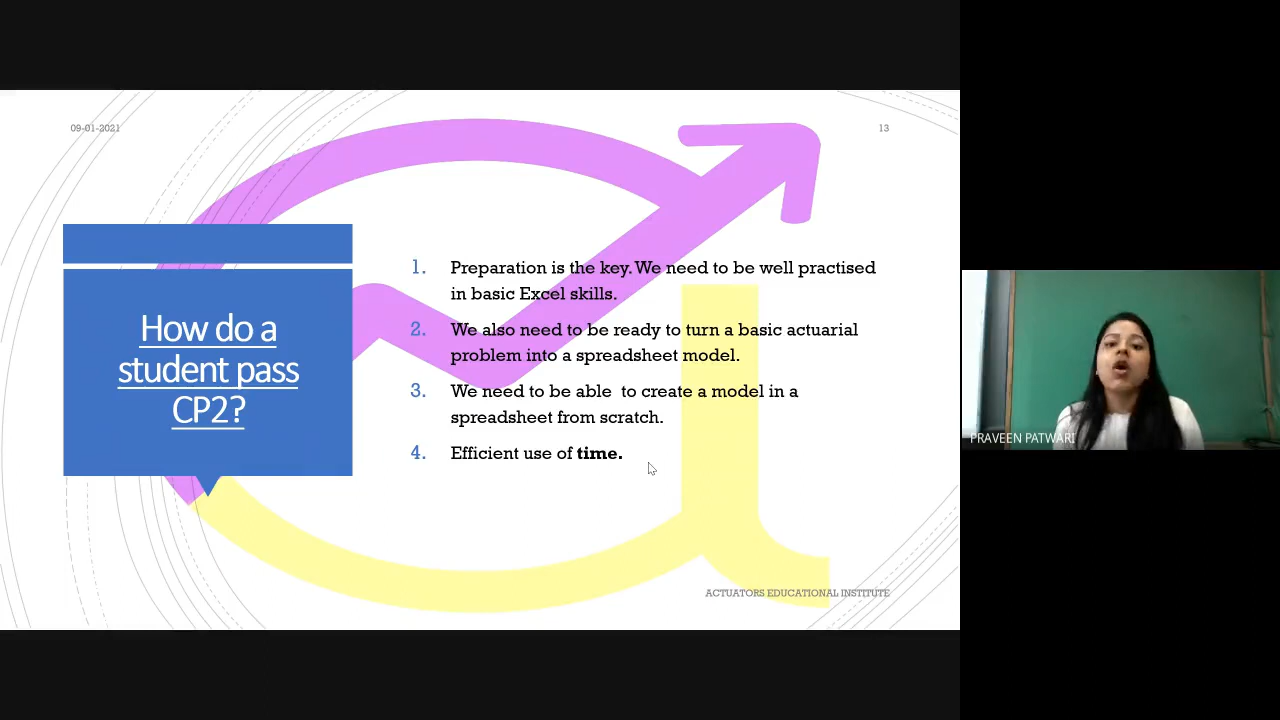 09-01-2021
13
How do a
student pass
CP2?
1. Preparation is the key. We need to be well practised
in basic Excel skills.
2. We also need to be ready to turn a basic actuarial
problem into a spreadsheet model.
3. We need to be able to create a model in a
spreadsheet from scratch.
4. Efficient use of time.
ACTUATORS EDUCATIONAL INSTITUTE
PRAVEEN PATWARI